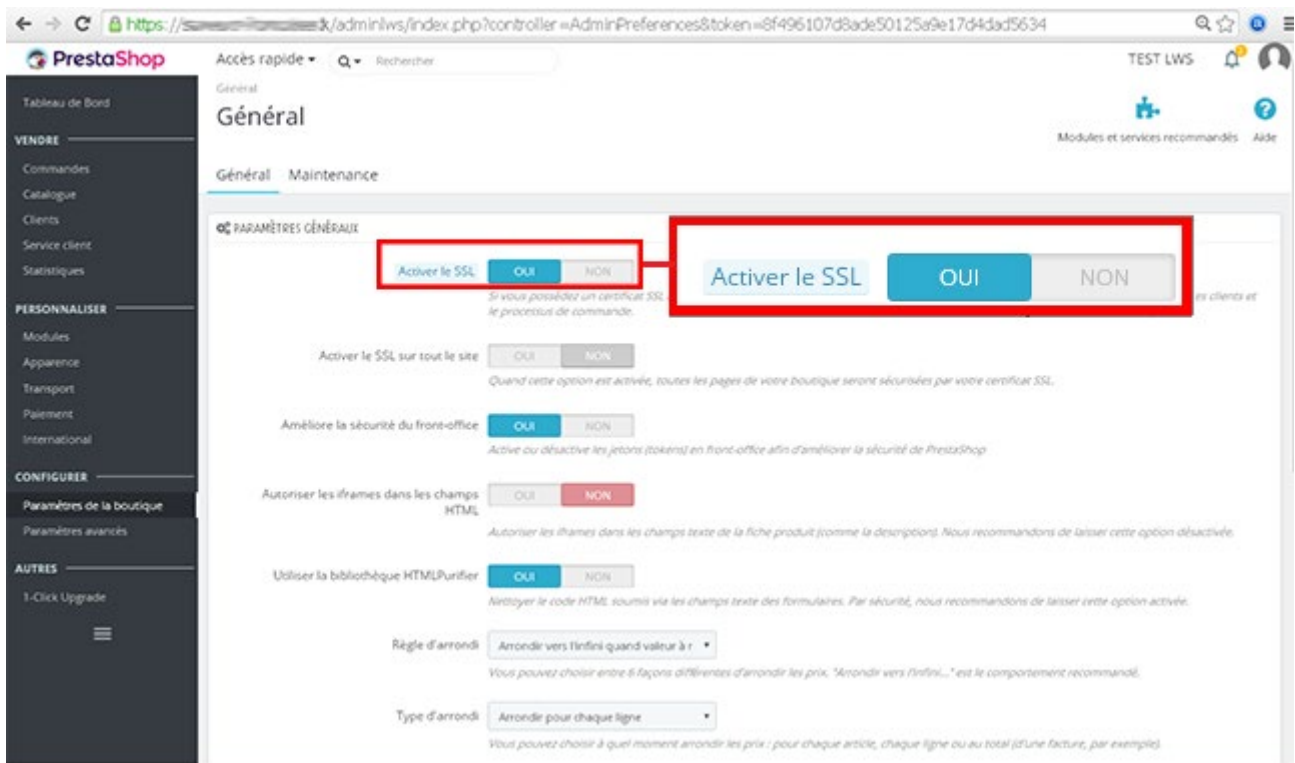 /adminlws/index.php?controller=AdminPreferences&token=8f496107d8ade50125a9e17d4dad5634
PrestaShop
Accès rapide
Rechercher
TEST LWS
Tableau de Bord
VENDRE
Commandes
Catalogue
Clients
Service client
Statistiques
PERSONNALISER
Modules
Apparence
Transport
Paiement
International
CONFIGURER
Paramètres de la boutique
Paramètres avancés
AUTRES
1-Click Upgrade
Général
Général
Modules et services recommandés
Aide
Général Maintenance
PARAMÈTRES GÉNÉRAUX
Activer le SSL OUI NON
Activer le SSL OUI NON
Si vous possédez un certificat SSL
es clients et
le processus de commande.
Activer le SSL sur tout le site OUI NON
Quand cette option est activée, toutes les pages de votre boutique seront sécurisées par votre certificat SSL.
Améliore la sécurité du front-office OUI NON
Active ou désactive les jetons (tokens) en front-office afin d'améliorer la sécurité de PrestaShop
Autoriser les iframes dans les champs OUI NON
HTML
Autoriser les iframes dans les champs texte de la fiche produit (comme la description). Nous recommandons de laisser cette option désactivée.
Utiliser la bibliothèque HTMLPurifier OUI NON
Nettoyer le code HTML soumis via les champs texte des formulaires. Par sécurité, nous recommandons de laisser cette option activée.
Règle d'arrondi Arrondir vers l'infini quand valeur à r
Vous pouvez choisir entre 6 façons différentes d'arrondir les prix. "Arrondir vers l'infini..." est le comportement recommandé.
Type d'arrondi Arrondir pour chaque ligne
Vous pouvez choisir à quel moment arrondir les prix : pour chaque article, chaque ligne ou au total (d'une facture, par exemple).